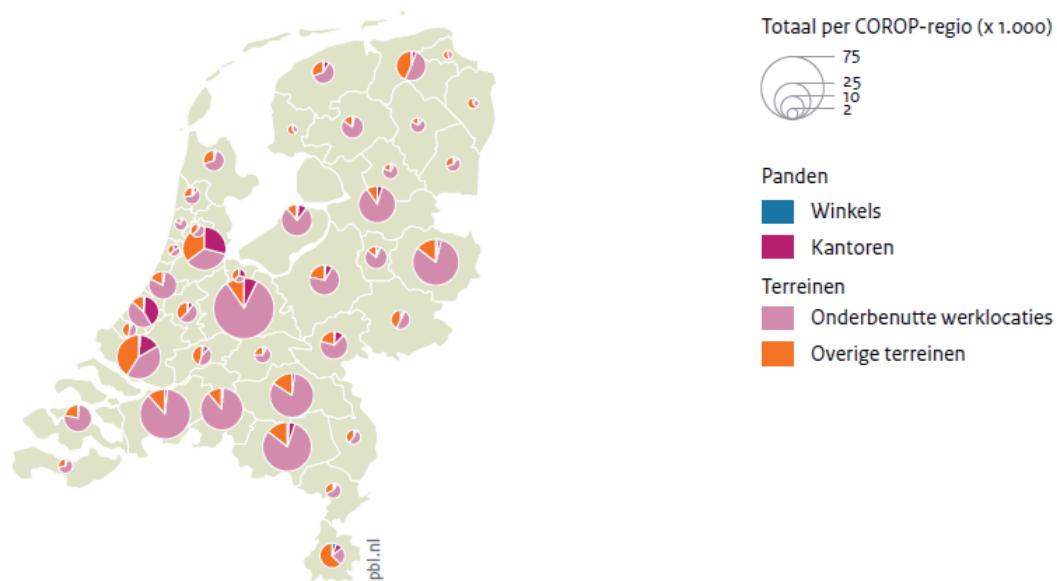 Totaal per COROP-regio (x 1.000)
75
25
10
2
Panden
Winkels
Kantoren
Terreinen
Onderbenutte werklocaties
Overige terreinen
pbl.nl